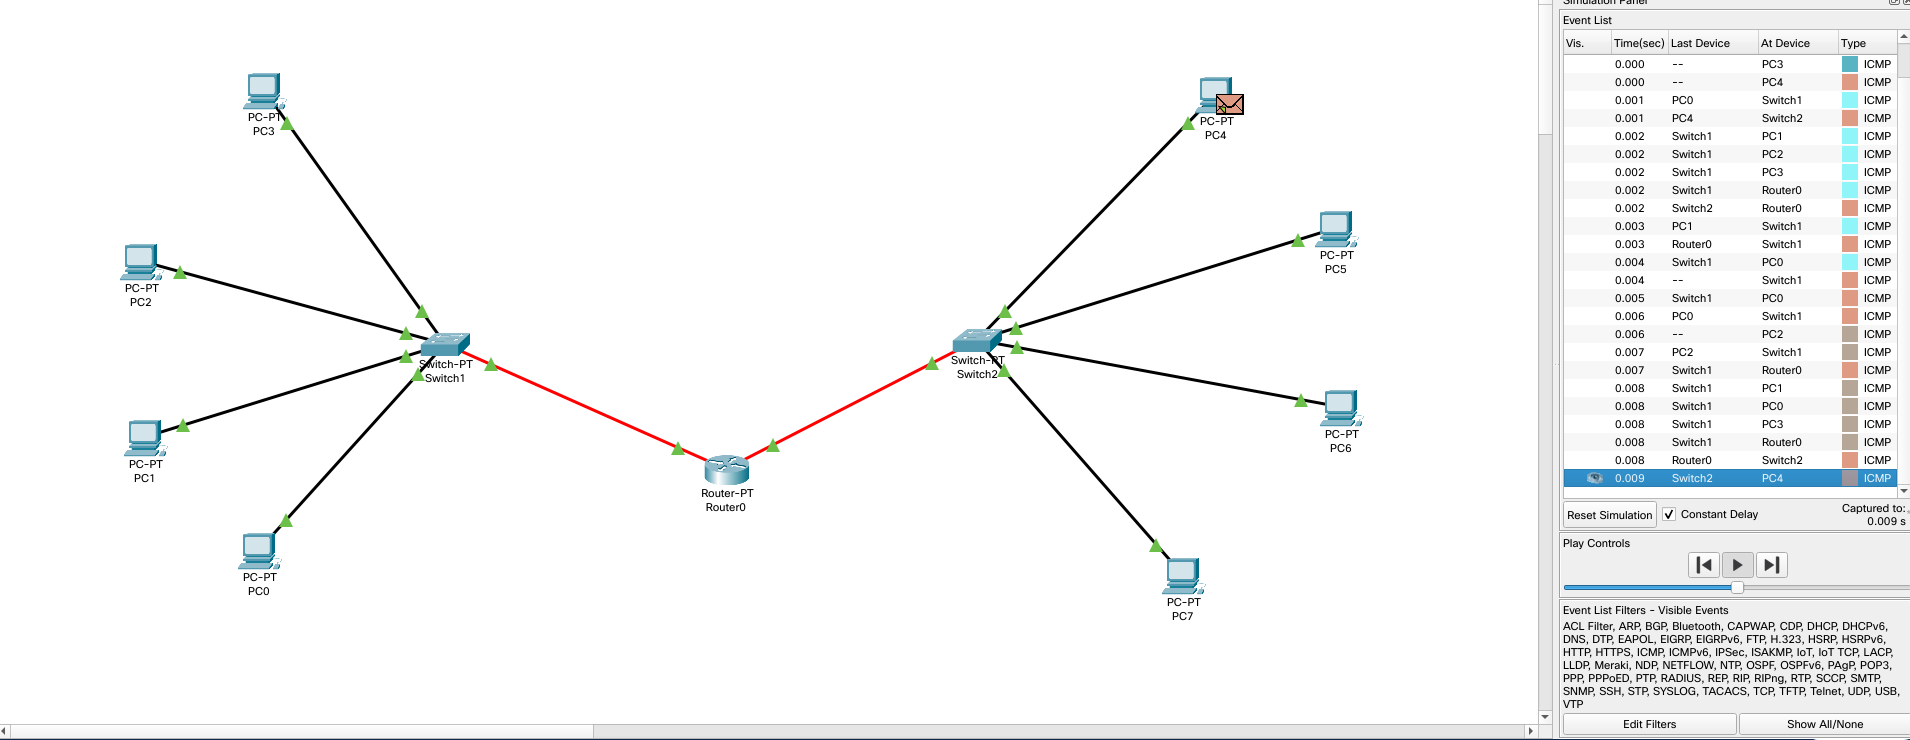 PC-PT
PC3
PC-PT
PC2
PC-PT
PC1
PC-PT
PC0
Switch-PT
Switch1
Router-PT
Router0
Switch-PT
Switch2
PC-PT
PC4
PC-PT
PC5
PC-PT
PC6
PC-PT
PC7
Simulation Panel
Event List
Vis. Time(sec) Last Device At Device Type
0.000 -- PC3 ICMP
0.000 -- PC4 ICMP
0.001 PC0 Switch1 ICMP
0.001 PC4 Switch2 ICMP
0.002 Switch1 PC1 ICMP
0.002 Switch1 PC2 ICMP
0.002 Switch1 PC3 ICMP
0.002 Switch1 Router0 ICMP
0.002 Switch2 Router0 ICMP
0.003 PC1 Switch1 ICMP
0.003 Router0 Switch1 ICMP
0.004 Switch1 PC0 ICMP
0.004 -- Switch1 ICMP
0.005 Switch1 PC0 ICMP
0.006 PC0 Switch1 ICMP
0.006 -- PC2 ICMP
0.007 PC2 Switch1 ICMP
0.007 Switch1 Router0 ICMP
0.008 Switch1 PC1 ICMP
0.008 Switch1 PC0 ICMP
0.008 Switch1 PC3 ICMP
0.008 Switch1 Router0 ICMP
0.008 Router0 Switch2 ICMP
0.009 Switch2 PC4 ICMP
Reset Simulation Constant Delay Captured to:
0.009 s
Play Controls
Event List Filters - Visible Events
ACL Filter, ARP, BGP, Bluetooth, CAPWAP, CDP, DHCP, DHCPv6,
DNS, DTP, EAPOL, EIGRP, EIGRPv6, FTP, H.323, HSRP, HSRPv6,
HTTP, HTTPS, ICMP, ICMPv6, IPSec, ISAKMP, IoT, IoT TCP, LACP,
LLDP, Meraki, NDP, NETFLOW, NTP, OSPF, OSPFv6, PAgP, POP3,
PPP, PPPoED, PTP, RADIUS, REP, RIP, RIPng, RTP, SCCP, SMTP,
SNMP, SSH, STP, SYSLOG, TACACS, TCP, TFTP, Telnet, UDP, USB,
VTP
Edit Filters Show All/None